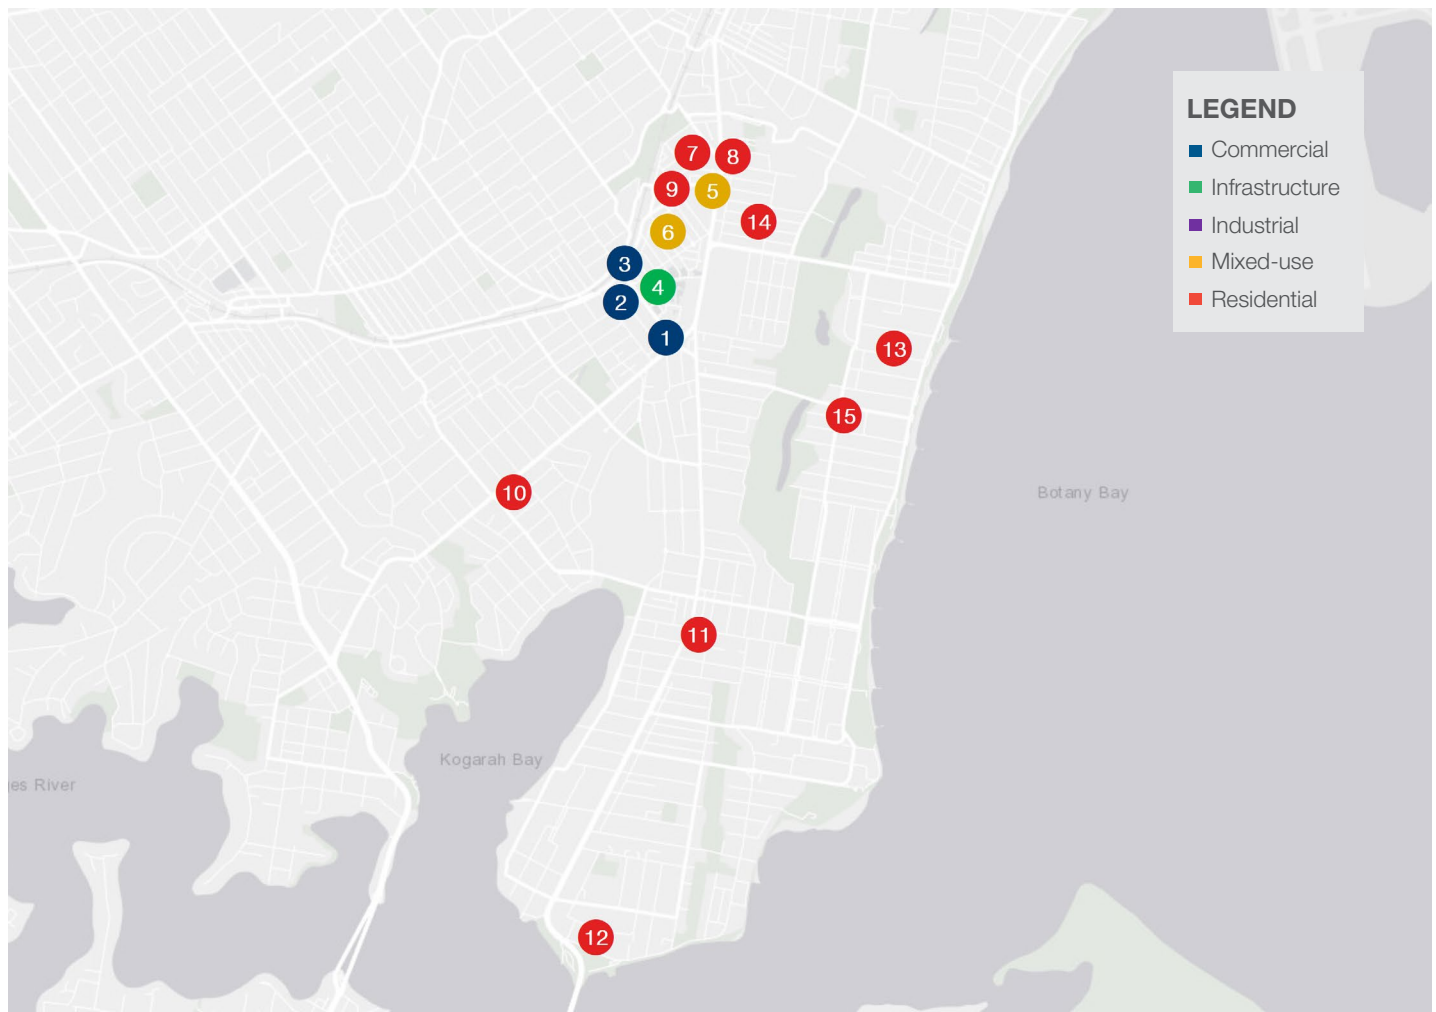 LEGEND
Commercial
Infrastructure
Industrial
Mixed-use
Residential
7
8
9
5
14
6
3
4
2
1
13
15
10
Botany Bay
11
Kogarah Bay
es River
12